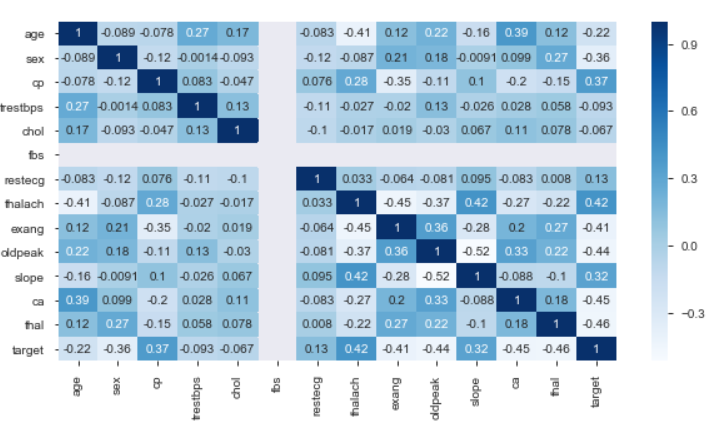 age 1 -0.089 -0.078 0.27 0.17 -0.083 -0.41 0.12 0.22 -0.16 0.39 0.12 -0.22
sex -0.089 1 -0.12 -0.0014 -0.093 -0.12 -0.087 0.21 0.18 -0.0091 0.099 0.27 -0.36
cp -0.078 -0.12 1 0.083 -0.047 0.076 0.28 -0.35 -0.11 0.1 -0.2 -0.15 0.37
trestbps 0.27 -0.0014 0.083 1 0.13 -0.11 -0.027 -0.02 0.13 -0.026 0.028 0.058 -0.093
chol 0.17 -0.093 -0.047 0.13 1 -0.1 -0.017 0.019 -0.03 0.067 0.11 0.078 -0.067
fbs
restecg -0.083 -0.12 0.076 -0.11 -0.1 1 0.033 -0.064 -0.081 0.095 -0.083 0.008 0.13
thalach -0.41 -0.087 0.28 -0.027 -0.017 0.033 1 -0.45 -0.37 0.42 -0.27 -0.22 0.42
exang 0.12 0.21 -0.35 -0.02 0.019 -0.064 -0.45 1 0.36 -0.28 0.2 0.27 -0.41
oldpeak 0.22 0.18 -0.11 0.13 -0.03 -0.081 -0.37 0.36 1 -0.52 0.33 0.22 -0.44
slope -0.16 -0.0091 0.1 -0.026 0.067 0.095 0.42 -0.28 -0.52 1 -0.088 -0.1 0.32
ca 0.39 0.099 -0.2 0.028 0.11 -0.083 -0.27 0.2 0.33 -0.088 1 0.18 -0.45
thal 0.12 0.27 -0.15 0.058 0.078 0.008 -0.22 0.27 0.22 -0.1 0.18 1 -0.46
target -0.22 -0.36 0.37 -0.093 -0.067 0.13 0.42 -0.41 -0.44 0.32 -0.45 -0.46 1
age sex cp trestbps chol fbs restecg thalach exang oldpeak slope ca thal target
0.9
0.6
0.3
0.0
-0.3